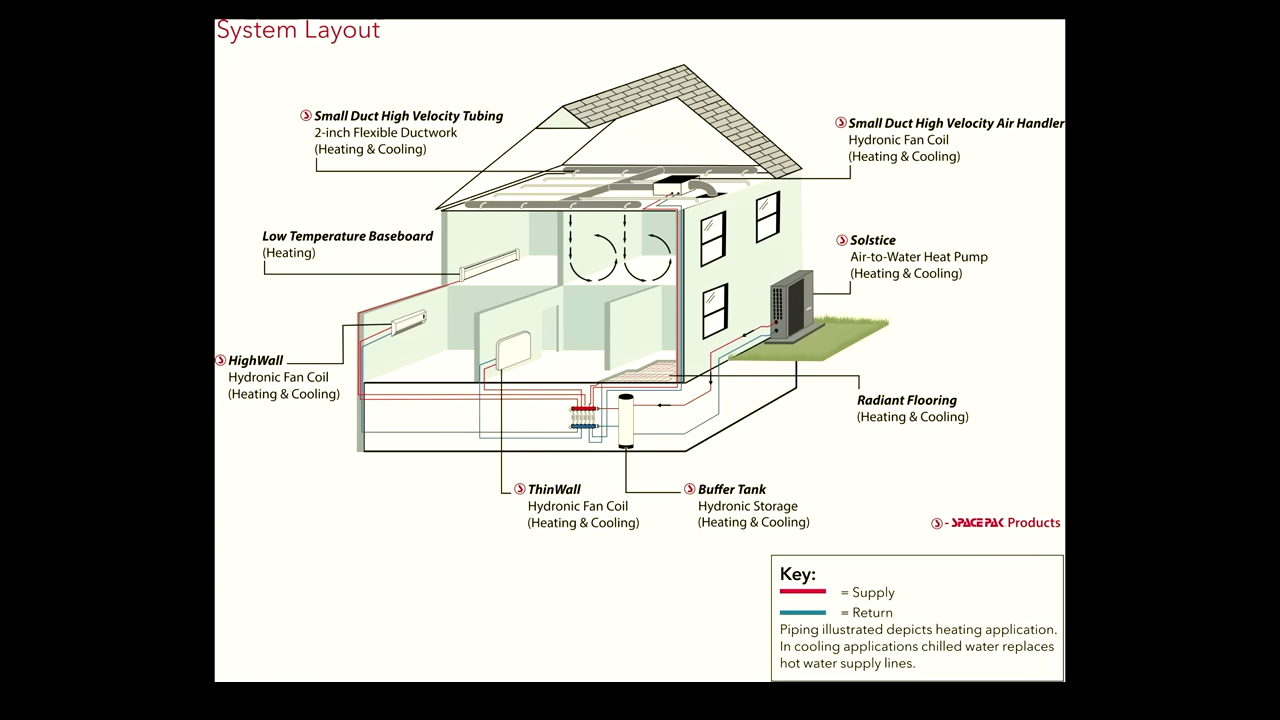 System Layout
Small Duct High Velocity Tubing
2-inch Flexible Ductwork
(Heating & Cooling)
Small Duct High Velocity Air Handler
Hydronic Fan Coil
(Heating & Cooling)
Low Temperature Baseboard
(Heating)
Solstice
Air-to-Water Heat Pump
(Heating & Cooling)
HighWall
Hydronic Fan Coil
(Heating & Cooling)
Radiant Flooring
(Heating & Cooling)
ThinWall
Hydronic Fan Coil
(Heating & Cooling)
Buffer Tank
Hydronic Storage
(Heating & Cooling)
- SPACEPAK Products
Key:
= Supply
= Return
Piping illustrated depicts heating application.
In cooling applications chilled water replaces
hot water supply lines.